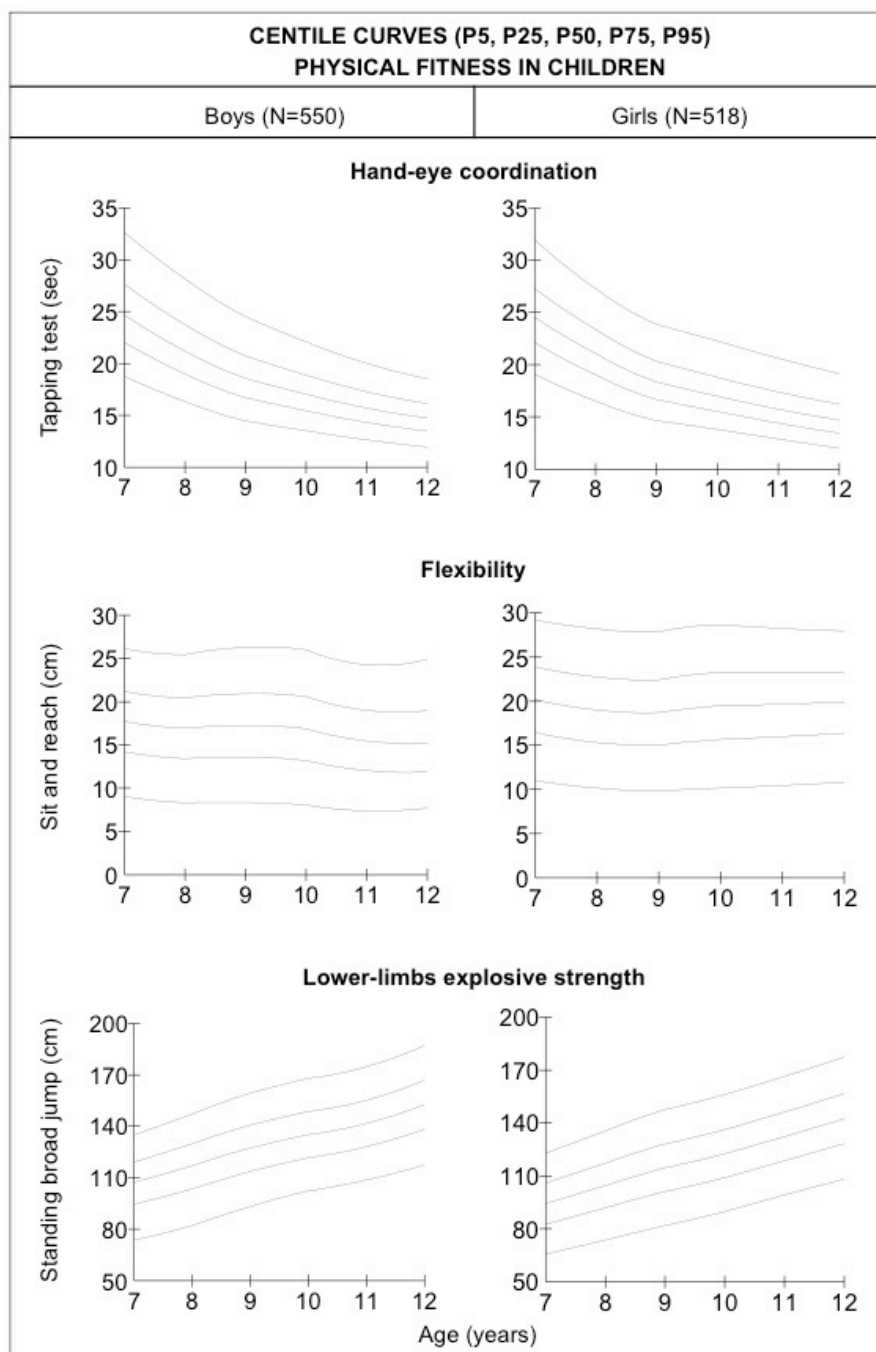 CENTILE CURVES (P5, P25, P50, P75, P95)
PHYSICAL FITNESS IN CHILDREN
Boys (N=550)
Girls (N=518)
Hand-eye coordination
Tapping test (sec)
35
30
25
20
15
10
7 8 9 10 11 12
35
30
25
20
15
10
7 8 9 10 11 12
Flexibility
Sit and reach (cm)
30
25
20
15
10
5
0
7 8 9 10 11 12
30
25
20
15
10
5
0
7 8 9 10 11 12
Lower-limbs explosive strength
Standing broad jump (cm)
200
170
140
110
80
50
7 8 9 10 11 12
200
170
140
110
80
50
7 8 9 10 11 12
Age (years)